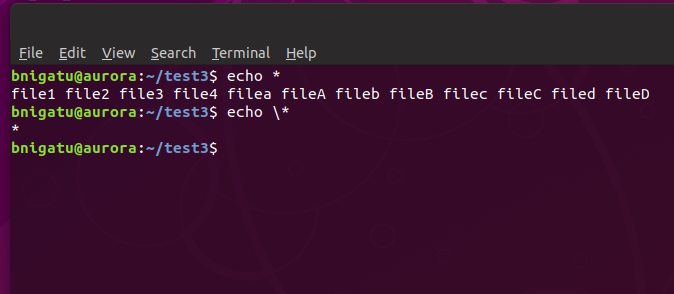 File Edit View Search Terminal Help
bnigatu@aurora:~/test3$ echo *
file1 file2 file3 file4 filea fileA fileb fileB filec fileC filed fileD
bnigatu@aurora:~/test3$ echo \*
*
bnigatu@aurora:~/test3$